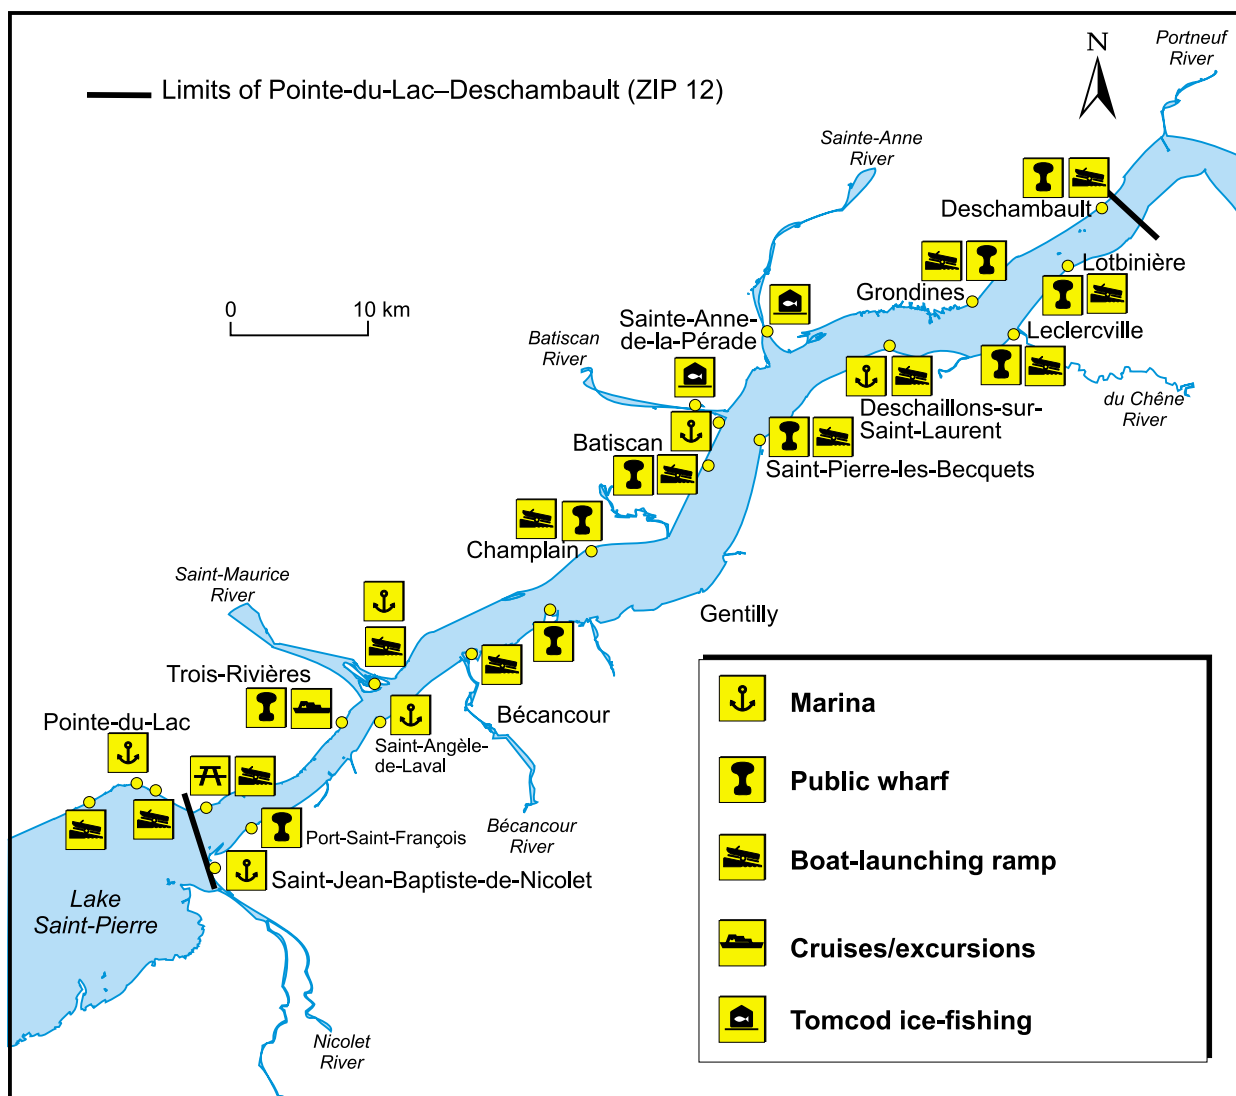 Limits of Pointe-du-Lac–Deschambault (ZIP 12)
N
Portneuf
River
Sainte-Anne
River
Deschambault
Lotbinière
Grondines
0 10 km
Sainte-Anne-
de-la-Pérade
Leclercville
Batiscan
River
du Chêne
River
Deschaillons-sur-
Saint-Laurent
Batiscan
Saint-Pierre-les-Becquets
Champlain
Saint-Maurice
River
Gentilly
Trois-Rivières
Bécancour
Pointe-du-Lac
Saint-Angèle-
de-Laval
Bécancour
River
Port-Saint-François
Saint-Jean-Baptiste-de-Nicolet
Lake
Saint-Pierre
Nicolet
River
Marina
Public wharf
Boat-launching ramp
Cruises/excursions
Tomcod ice-fishing